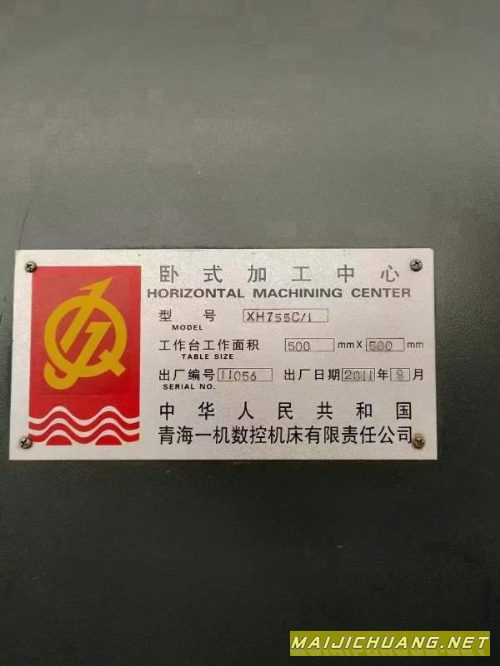 卧式加工中心
HORIZONTAL MACHINING CENTER
型 号 XH755C/1
MODEL
工作台工作面积 500 mm X 500 mm
TABLE SIZE
出厂编号 11056 出厂日期 2011 年 8 月
SERIAL NO.
中华人民共和国
青海一机数控机床有限责任公司
MAIJICHUANG.NET